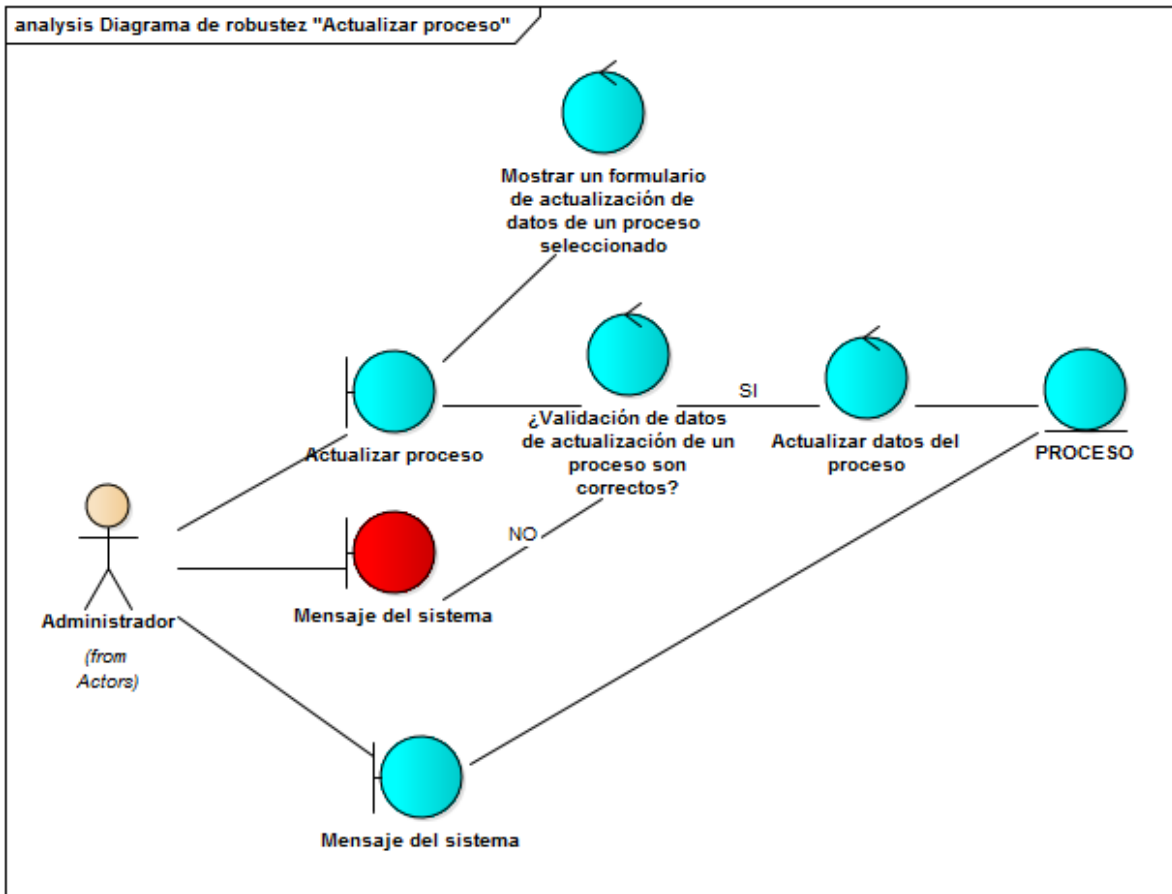 analysis Diagrama de robustez "Actualizar proceso"
Mostrar un formulario
de actualización de
datos de un proceso
seleccionado
Actualizar proceso
¿Validación de datos
de actualización de un
proceso son
correctos?
SI
Actualizar datos del
proceso
PROCESO
NO
Mensaje del sistema
Administrador
(from
Actors)
Mensaje del sistema